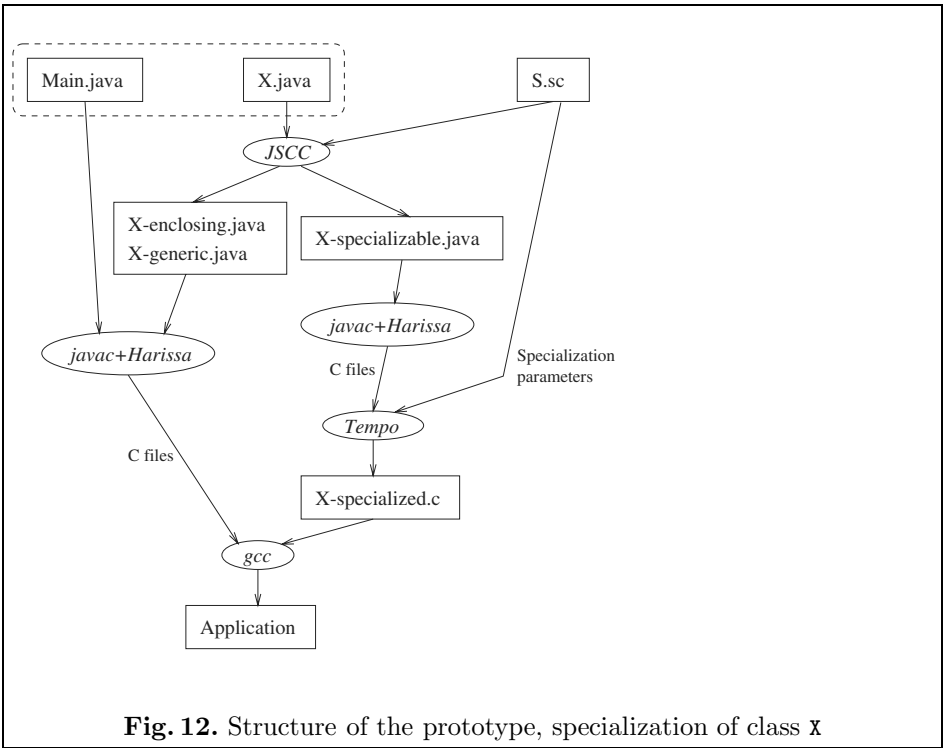 Main.java
X.java
S.sc
JSCC
X-enclosing.java
X-generic.java
X-specializable.java
javac+Harissa
javac+Harissa
Specialization
parameters
C files
Tempo
C files
X-specialized.c
gcc
Application
Fig. 12. Structure of the prototype, specialization of class X